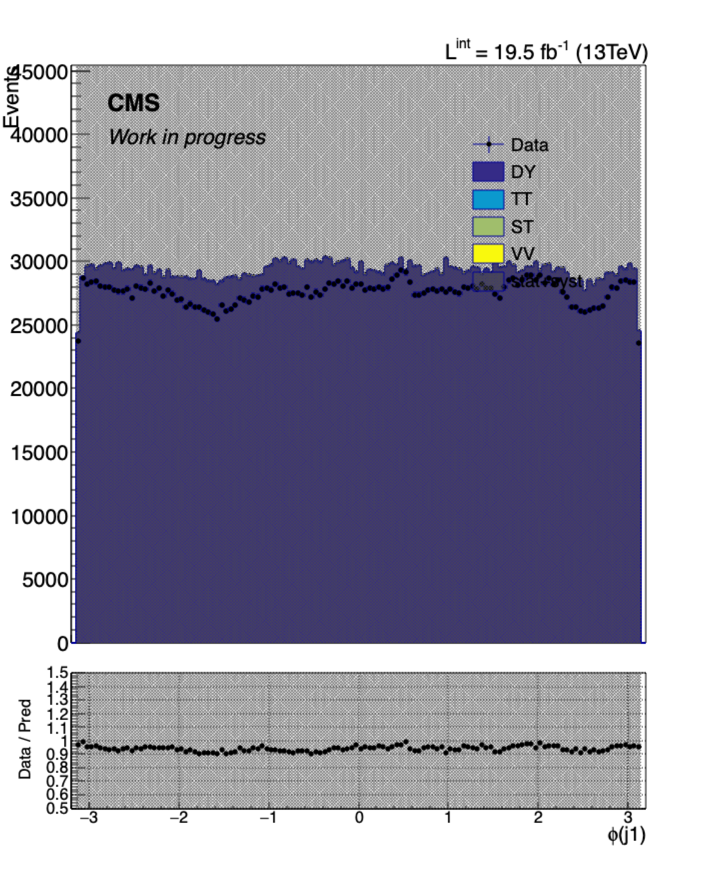 L^int = 19.5 fb^-1 (13TeV)
Events
CMS
Work in progress
Data
DY
TT
ST
VV
stat+syst
45000
40000
35000
30000
25000
20000
15000
10000
5000
0
Data / Pred
1.5
1.4
1.3
1.2
1.1
1
0.9
0.8
0.7
0.6
0.5
−3
−2
−1
0
1
2
3
ϕ(j1)